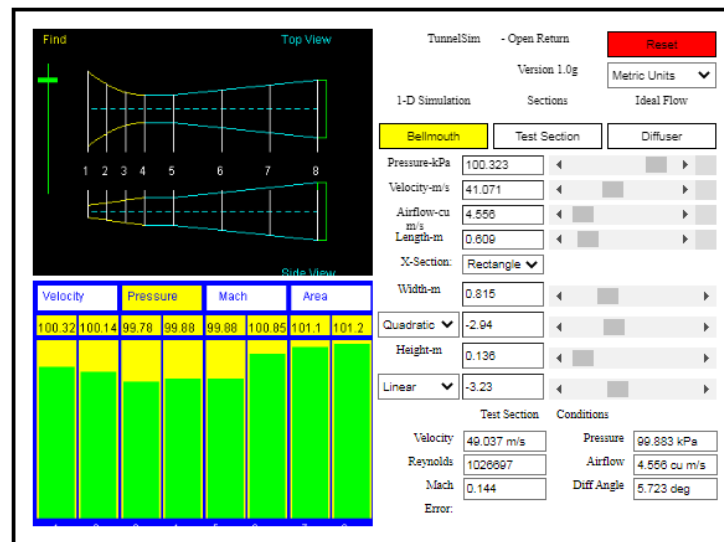 Find Top View
TunnelSim - Open Return Reset
Version 1.0g Metric Units
1-D Simulation Sections Ideal Flow
Bellmouth Test Section Diffuser
1 2 3 4 5 6 7 8
Pressure-kPa 100.323
Velocity-m/s 41.071
Airflow-cu m/s 4.556
Length-m 0.609
X-Section: Rectangle
Side View
Velocity Pressure Mach Area
Width-m 0.815
100.32 100.14 99.78 99.88 99.88 100.85 101.1 101.2
Quadratic -2.94
Height-m 0.136
Linear -3.23
Test Section Conditions
Velocity 49.037 m/s Pressure 99.883 kPa
Reynolds 1026697 Airflow 4.556 cu m/s
Mach 0.144 Diff Angle 5.723 deg
Error: